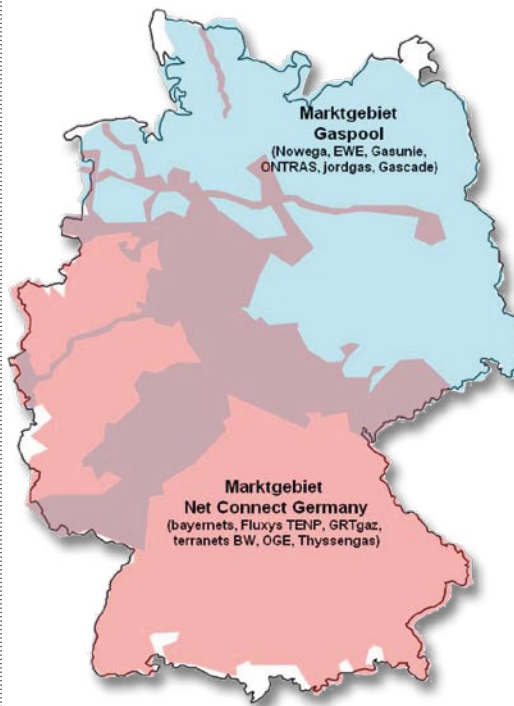 Marktgebiet
Gaspool
(Nowega, EWE, Gasunie,
ONTRAS, jordgas, Gascade)
Marktgebiet
Net Connect Germany
(bayernets, Fluxys TENP, GRTgaz,
terranets BW, OGE, Thyssengas)